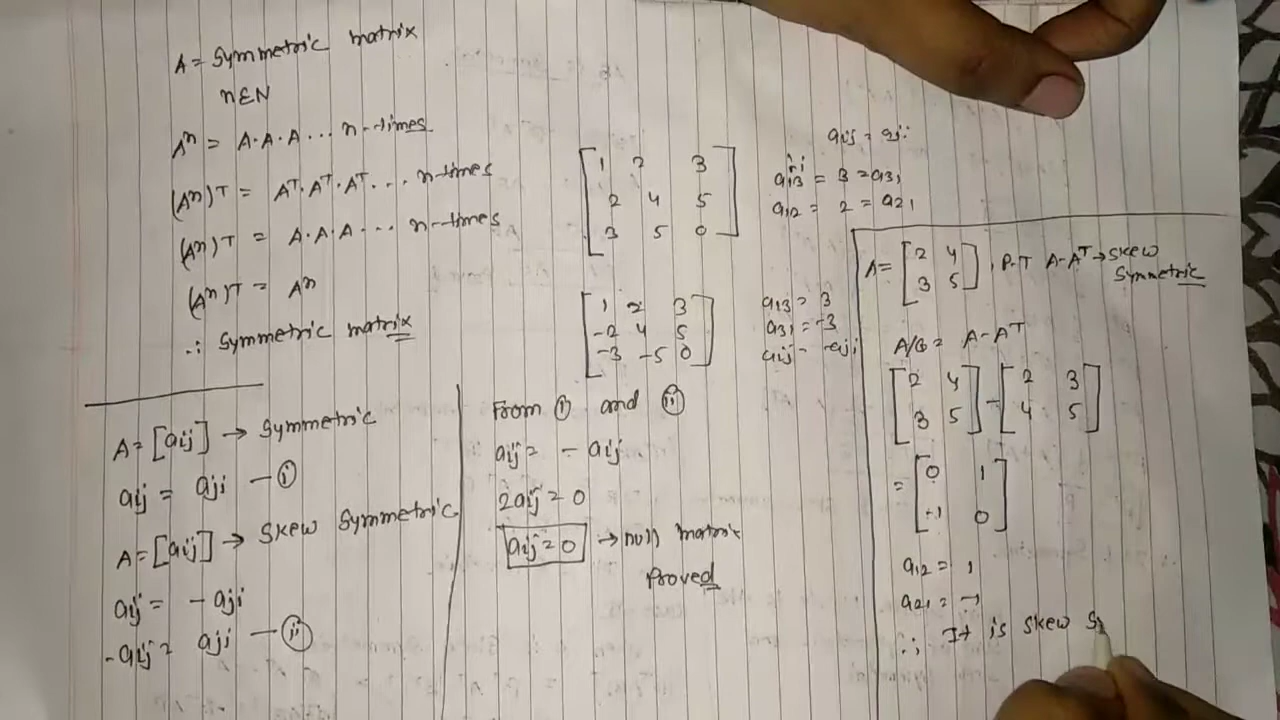 A = Symmetric matrix
n∈N
Aⁿ = A.A.A... n-times
(Aⁿ)T = Aᵀ.Aᵀ.Aᵀ... n-times
(Aⁿ)T = A.A.A... n-times
(Aⁿ)T = Aⁿ
∴ Symmetric matrix
1 2 3
2 4 5
3 5 0
aij = aji
a13 = 3 = a31
a12 = 2 = a21
1 2 3
-2 4 5
-3 -5 0
a13 = 3
a31 = -3
aij = -aji
A = [aij] → Symmetric
aij = aji — (i)
A = [aij] → Skew Symmetric
aij = -aji
-aij = aji — (ii)
From (i) and (ii)
aij = - aij
2aij = 0
aij = 0 → null matrix
Proved
A = [2 4
3 5], P.T A-Aᵀ → Skew
Symmetric
A/Q = A-Aᵀ
[2 4 3 5] - [2 3 4 5]
= [0 1
-1 0]
a12 = 1
a21 = -1
∴ It is skew Sy